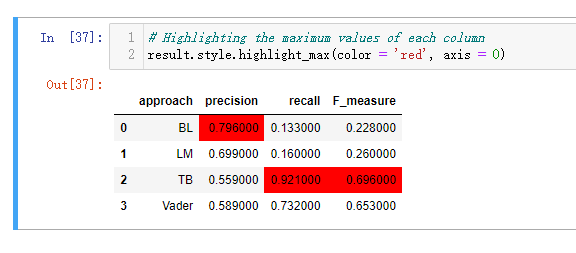 In [37]:
1 # Highlighting the maximum values of each column
2 result.style.highlight_max(color = 'red', axis = 0)
Out[37]:
approach precision recall F_measure
0 BL 0.796000 0.133000 0.228000
1 LM 0.699000 0.160000 0.260000
2 TB 0.559000 0.921000 0.696000
3 Vader 0.589000 0.732000 0.653000